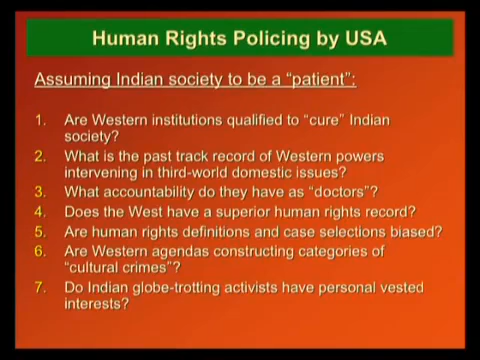 Human Rights Policing by USA
Assuming Indian society to be a “patient”:
1. Are Western institutions qualified to “cure” Indian
society?
2. What is the past track record of Western powers
intervening in third-world domestic issues?
3. What accountability do they have as “doctors”?
4. Does the West have a superior human rights record?
5. Are human rights definitions and case selections biased?
6. Are Western agendas constructing categories of
“cultural crimes”?
7. Do Indian globe-trotting activists have personal vested
interests?